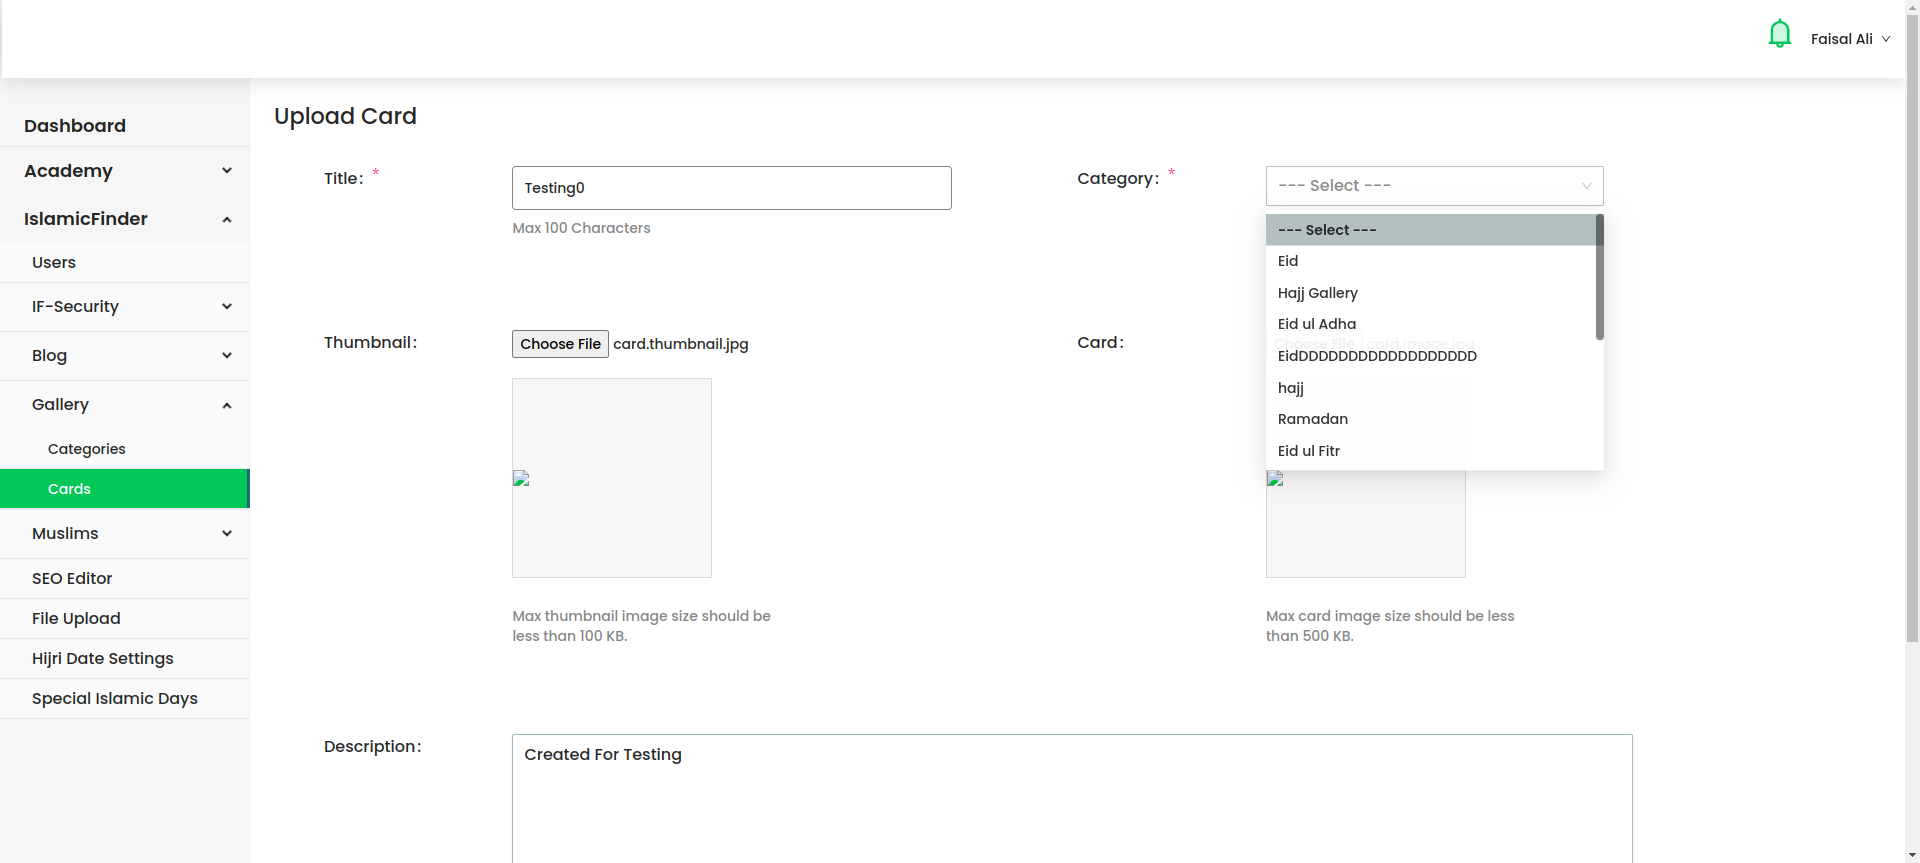 Faisal Ali
Dashboard
Academy
IslamicFinder
Users
IF-Security
Blog
Gallery
Categories
Cards
Muslims
SEO Editor
File Upload
Hijri Date Settings
Special Islamic Days
Upload Card
Title: *
Testing0
Max 100 Characters
Category: *
--- Select ---
--- Select ---
Eid
Hajj Gallery
Eid ul Adha
EidDDDDDDDDDDDDDDDDDD
hajj
Ramadan
Eid ul Fitr
Thumbnail:
Choose File card.thumbnail.jpg
Max thumbnail image size should be
less than 100 KB.
Card:
Choose File card.image.jpg
Max card image size should be less
than 500 KB.
Description:
Created For Testing